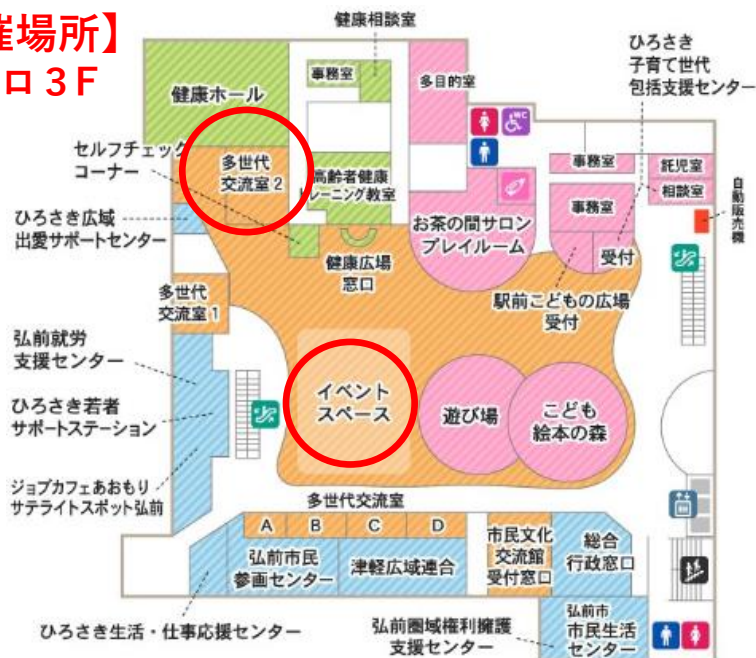 催場所】
ロ 3F
健康相談室
ひろさき
子育て世代
包括支援センター
事務室
多目的室
健康ホール
WC
セルフチェック
コーナー
多世代
交流室2
高齢者健康
トレーニング教室
事務室
託児室
相談室
事務室
自動販売機
お茶の間サロン
プレイルーム
受付
ひろさき広域
出愛サポートセンター
健康広場
窓口
駅前こどもの広場
受付
多世代
交流室1
弘前就労
支援センター
イベント
スペース
遊び場
こども
絵本の森
ひろさき若者
サポートステーション
ジョブカフェあおもり
サテライトスポット弘前
多世代交流室
A B C D
弘前市民
参画センター
津軽広域連合
市民文化
交流館
受付窓口
総合
行政窓口
ひろさき生活・仕事応援センター
弘前圏域権利擁護
支援センター
弘前市
市民生活
センター